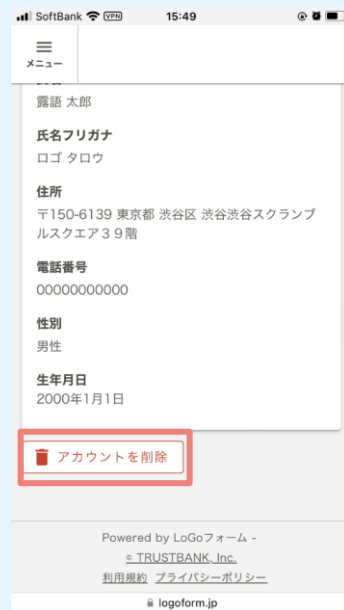 SoftBank VPN 15:49
メニュー
露語 太郎
氏名フリガナ
ロゴ タロウ
住所
〒150-6139 東京都 渋谷区 渋谷渋谷スクランブ
ルスクエア３９階
電話番号
00000000000
性別
男性
生年月日
2000年1月1日
アカウントを削除
Powered by LoGoフォーム -
© TRUSTBANK, Inc.
利用規約 プライバシーポリシー
logoform.jp